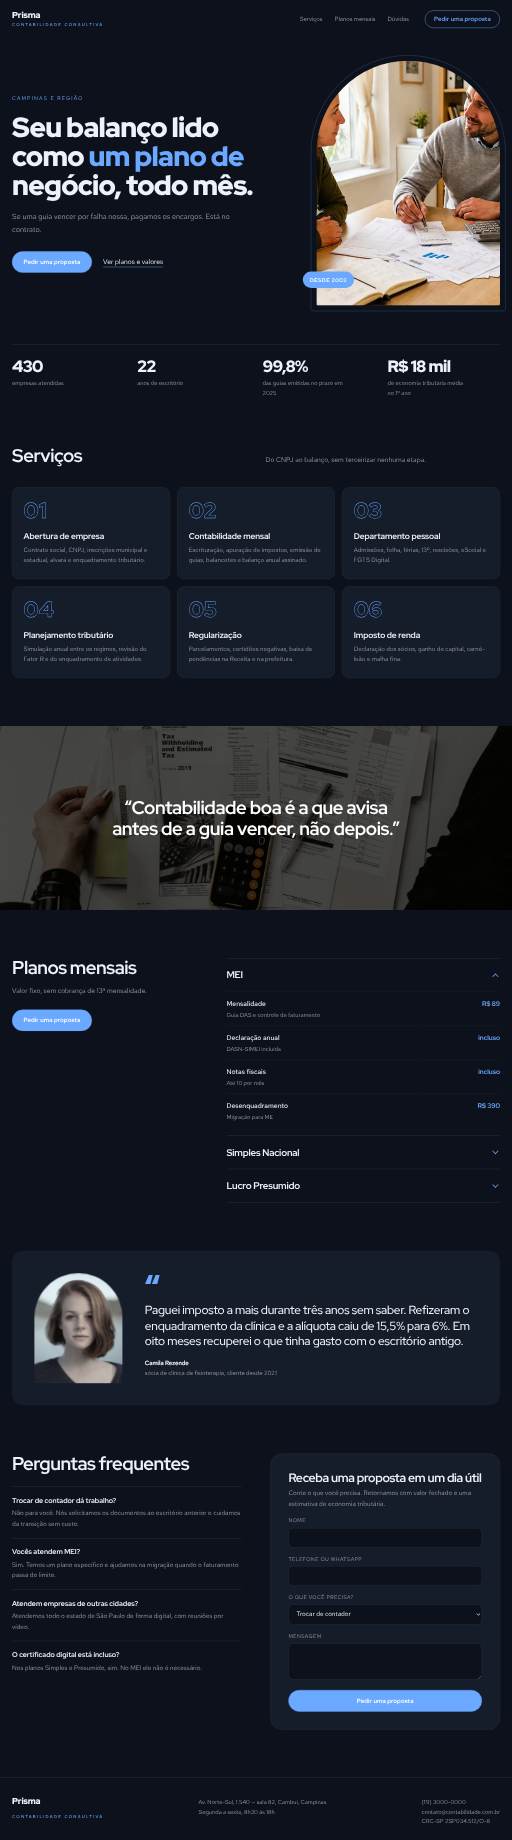 Prisma
CONTABILIDADE CONSULTIVA
Serviços
Planos mensais
Dúvidas
Pedir uma proposta
CAMPINAS E REGIÃO
Seu balanço lido
como um plano de
negócio, todo mês.
Se uma guia vencer por falha nossa, pagamos os encargos. Está no
contrato.
Pedir uma proposta
Ver planos e valores
DESDE 2002
430
empresas atendidas
22
anos de escritório
99,8%
das guias emitidas no prazo em
2025
R$ 18 mil
de economia tributária média
no 1º ano
Serviços
Do CNPJ ao balanço, sem terceirizar nenhuma etapa.
01
Abertura de empresa
Contrato social, CNPJ, inscrições municipal e
estadual, alvará e enquadramento tributário.
02
Contabilidade mensal
Escrituração, apuração de impostos, emissão de
guias, balancetes e balanço anual assinado.
03
Departamento pessoal
Admissões, folha, férias, 13º, rescisões, eSocial e
FGTS Digital.
04
Planejamento tributário
Simulação anual entre os regimes, revisão do
Fator R e do enquadramento de atividades.
05
Regularização
Parcelamentos, certidões negativas, baixa de
pendências na Receita e na prefeitura.
06
Imposto de renda
Declaração dos sócios, ganho de capital, carnê-
leão e malha fina.
Tax
Withholding
and Estimated
Tax
2019
“Contabilidade boa é a que avisa
antes de a guia vencer, não depois.”
Planos mensais
Valor fixo, sem cobrança de 13ª mensalidade.
Pedir uma proposta
MEI
Mensalidade
R$ 89
Guia DAS e controle de faturamento
Declaração anual
incluso
DASN-SIMEI incluída
Notas fiscais
incluso
Até 10 por mês
Desenquadramento
R$ 390
Migração para ME
Simples Nacional
Lucro Presumido
“
Paguei imposto a mais durante três anos sem saber. Refizeram o
enquadramento da clínica e a alíquota caiu de 15,5% para 6%. Em
oito meses recuperei o que tinha gasto com o escritório antigo.
Camila Rezende
sócia de clínica de fisioterapia, cliente desde 2021
Perguntas frequentes
Trocar de contador dá trabalho?
Não para você. Nós solicitamos os documentos ao escritório anterior e cuidamos
da transição sem custo.
Vocês atendem MEI?
Sim. Temos um plano específico e ajudamos na migração quando o faturamento
passa do limite.
Atendem empresas de outras cidades?
Atendemos todo o estado de São Paulo de forma digital, com reuniões por
vídeo.
O certificado digital está incluso?
Nos planos Simples e Presumido, sim. No MEI ele não é necessário.
Receba uma proposta em um dia útil
Conte o que você precisa. Retornamos com valor fechado e uma
estimativa de economia tributária.
NOME
TELEFONE OU WHATSAPP
O QUE VOCÊ PRECISA?
Trocar de contador
MENSAGEM
Pedir uma proposta
Prisma
CONTABILIDADE CONSULTIVA
Av. Norte-Sul, 1.540 — sala 82, Cambuí, Campinas
Segunda a sexta, 8h30 às 18h
(19) 3000-0000
contato@contabilidade.com.br
CRC-SP 2SP034.512/O-8